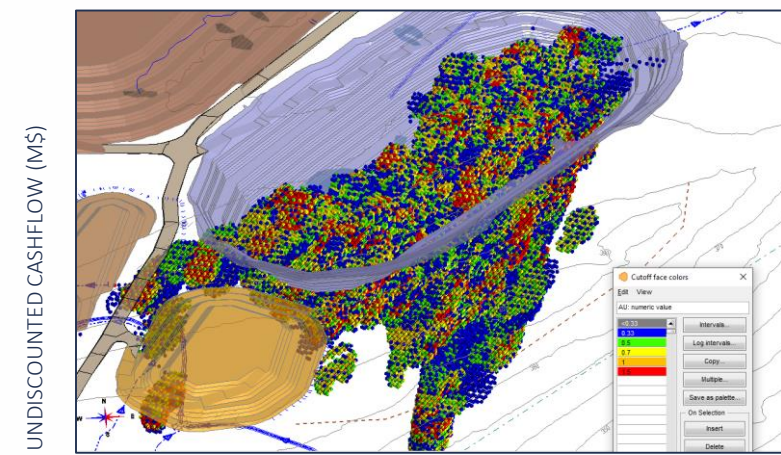 UNDISCOUNTED CASHFLOW (M$)
Cutoff face colors
Edit View
AU: numeric value
<0.33
0.33
0.5
0.7
1
Intervals...
Log intervals...
Copy...
Multiple...
Save as palette...
On Selection
Insert
Delete
N
W
E
S